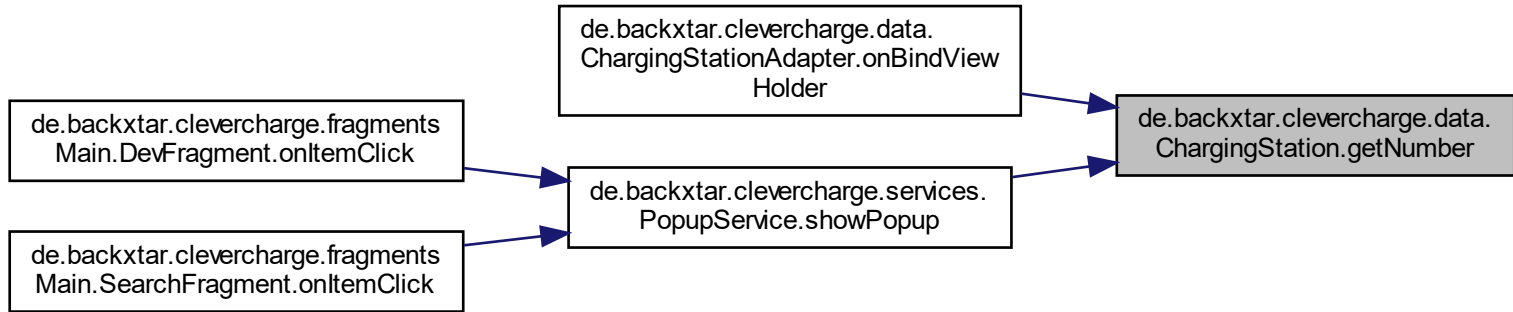 de.backxtar.clevercharge.data.
ChargingStationAdapter.onBindView
Holder
de.backxtar.clevercharge.fragments
Main.DevFragment.onItemClick
de.backxtar.clevercharge.data.
ChargingStation.getNumber
de.backxtar.clevercharge.services.
PopupService.showPopup
de.backxtar.clevercharge.fragments
Main.SearchFragment.onItemClick